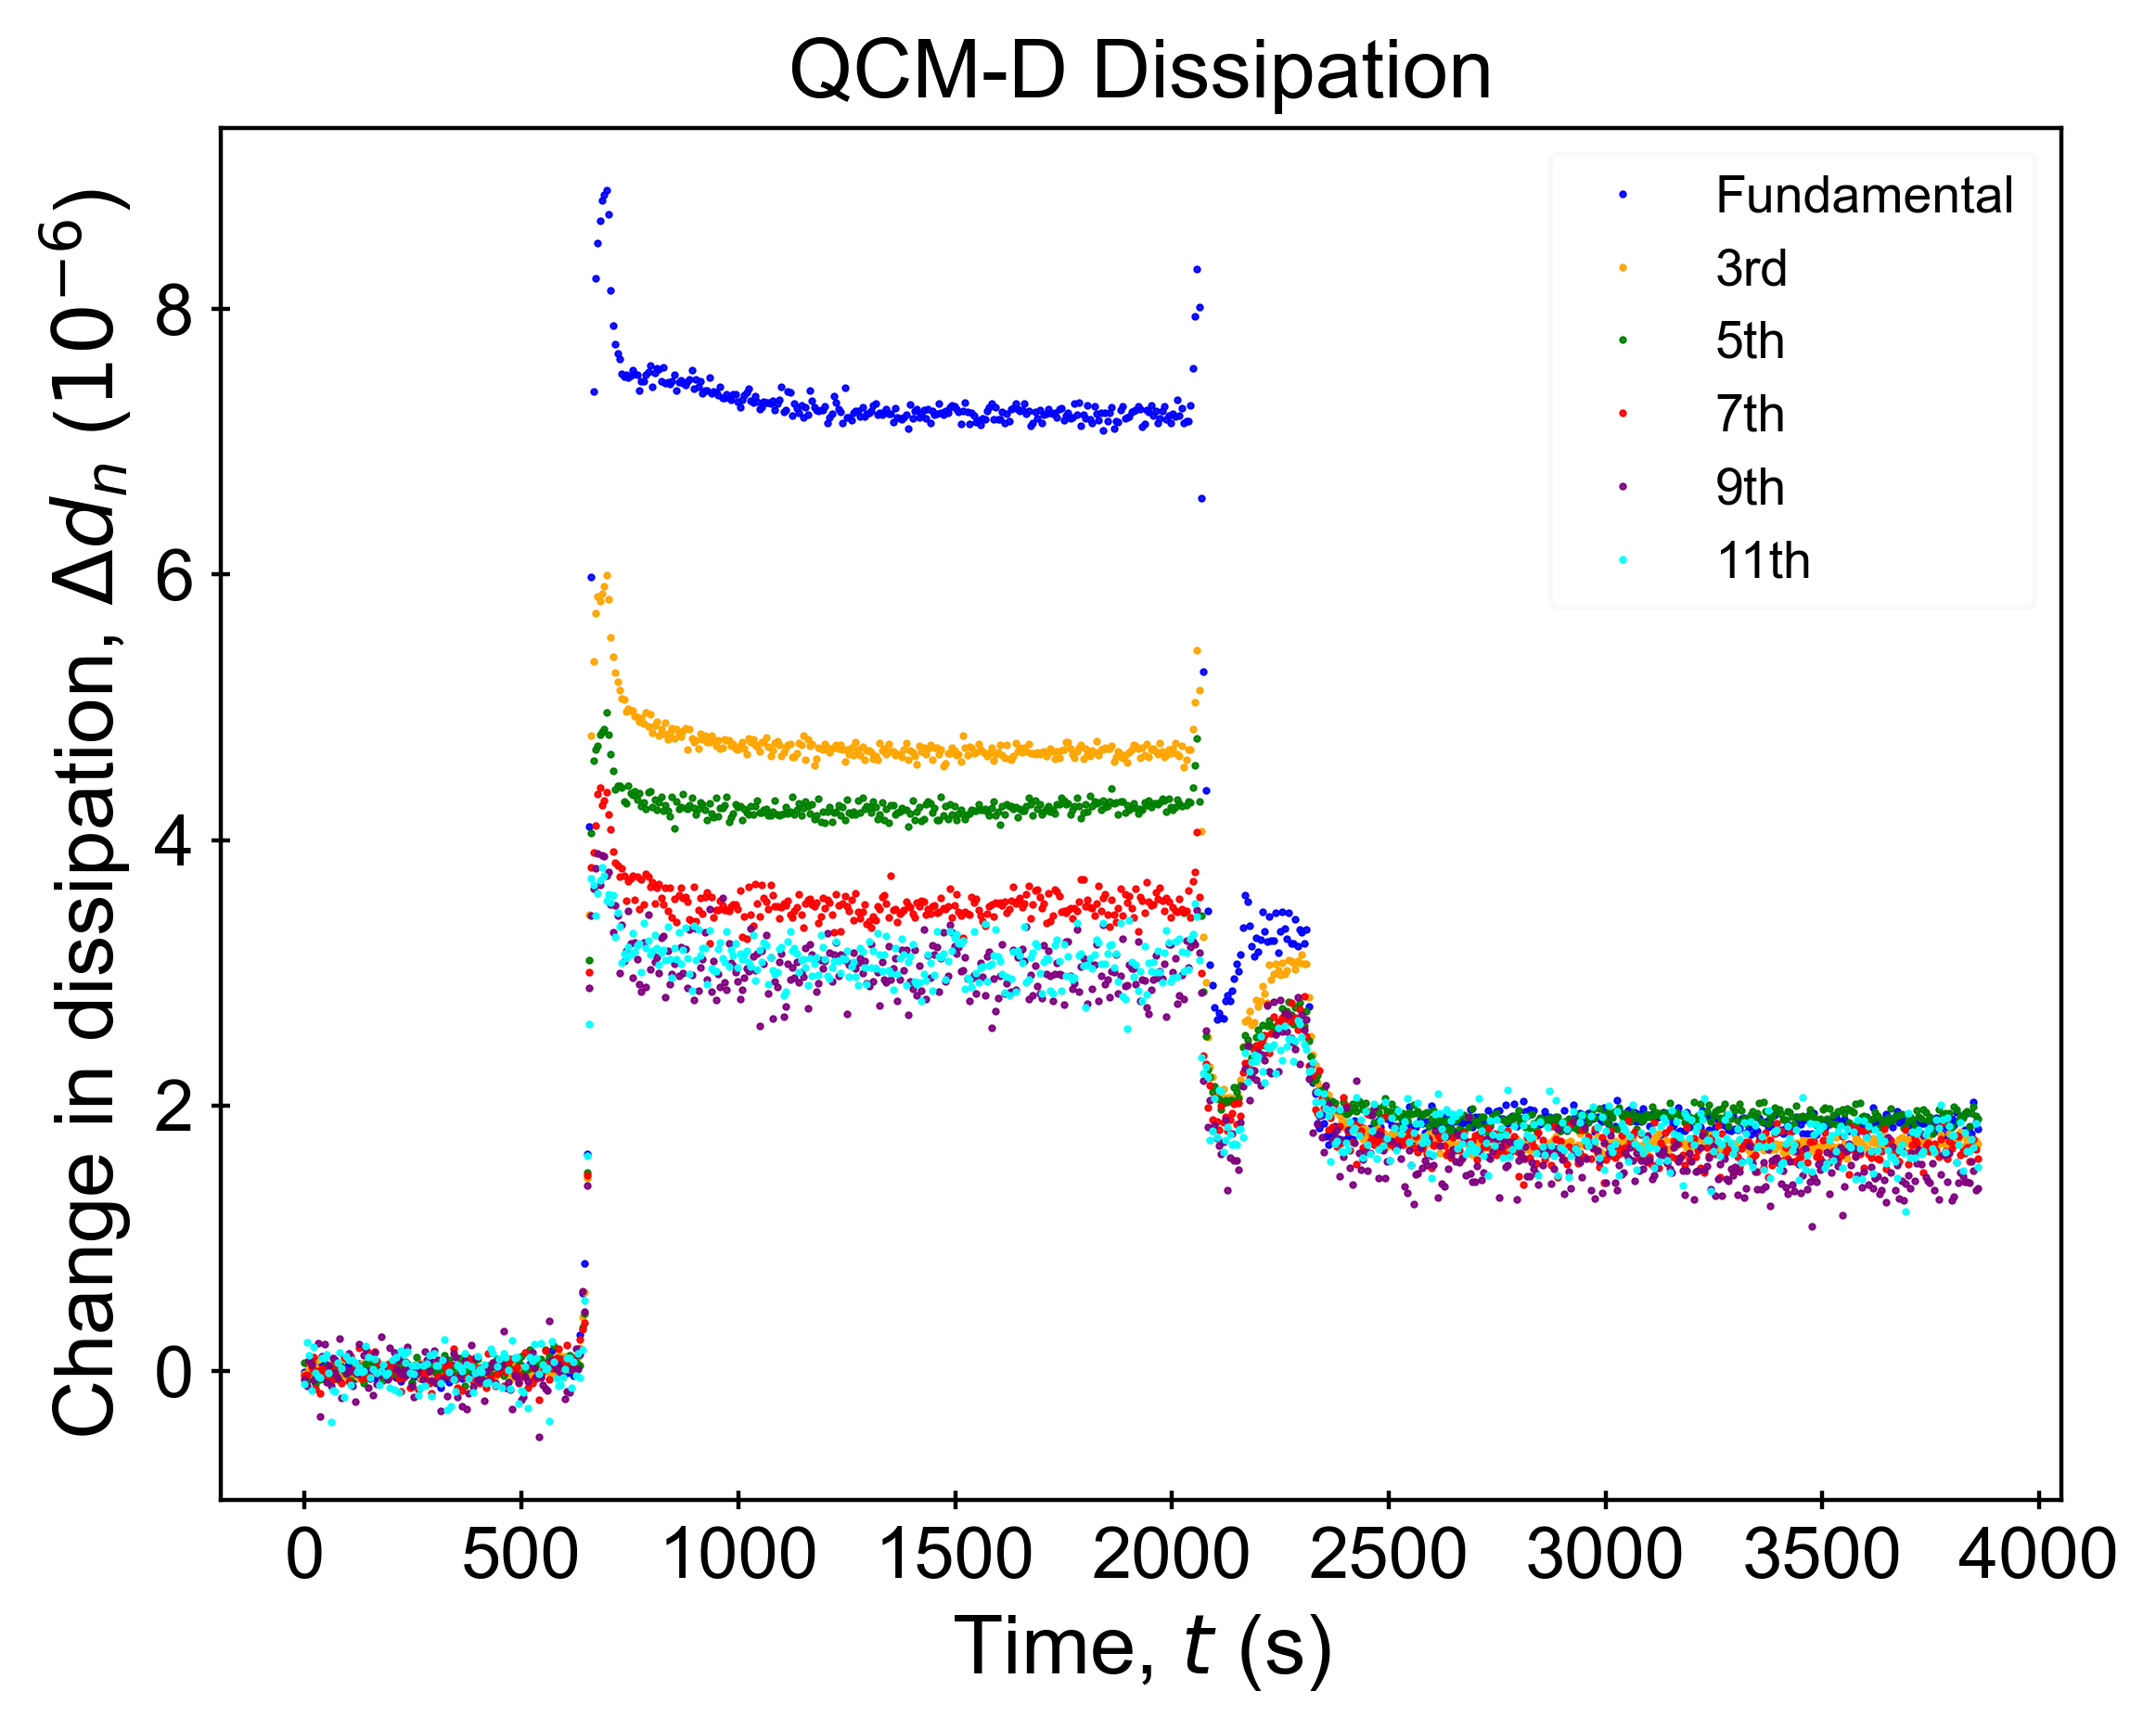 QCM-D Dissipation
Change in dissipation, Δdₙ (10⁻⁶)
8
6
4
2
0
Fundamental
3rd
5th
7th
9th
11th
0 500 1000 1500 2000 2500 3000 3500 4000
Time, t (s)